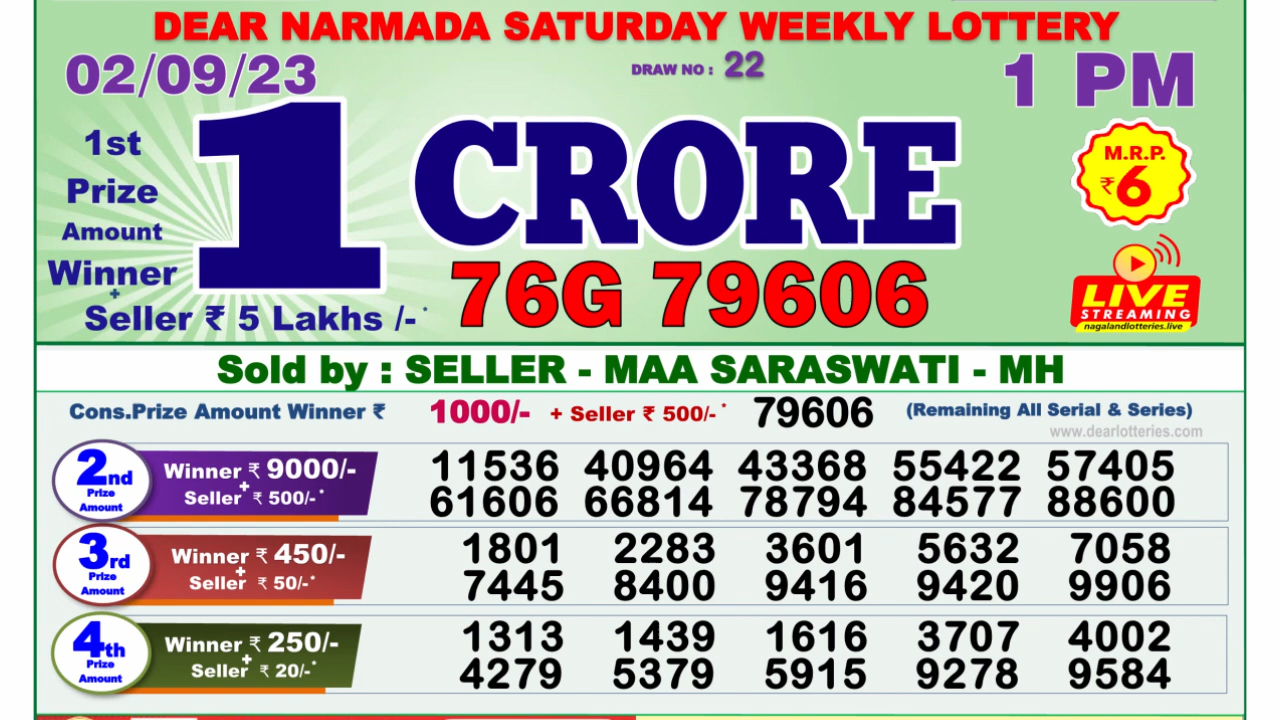 DEAR NARMADA SATURDAY WEEKLY LOTTERY
02/09/23
DRAW NO : 22
1 PM
1st
Prize
Amount
Winner
+
Seller ₹ 5 Lakhs /-*
1 CRORE
76G 79606
M.R.P.
₹6
LIVE
STREAMING
nagalandlotteries.live
Sold by : SELLER - MAA SARASWATI - MH
Cons.Prize Amount Winner ₹ 1000/- + Seller ₹ 500/-* 79606 (Remaining All Serial & Series)
www.dearlotteries.com
2nd
Prize
Amount
Winner ₹ 9000/-
+
Seller ₹ 500/-*
11536 40964 43368 55422 57405
61606 66814 78794 84577 88600
3rd
Prize
Amount
Winner ₹ 450/-
+
Seller ₹ 50/-*
1801 2283 3601 5632 7058
7445 8400 9416 9420 9906
4th
Prize
Amount
Winner ₹ 250/-
+
Seller ₹ 20/-*
1313 1439 1616 3707 4002
4279 5379 5915 9278 9584